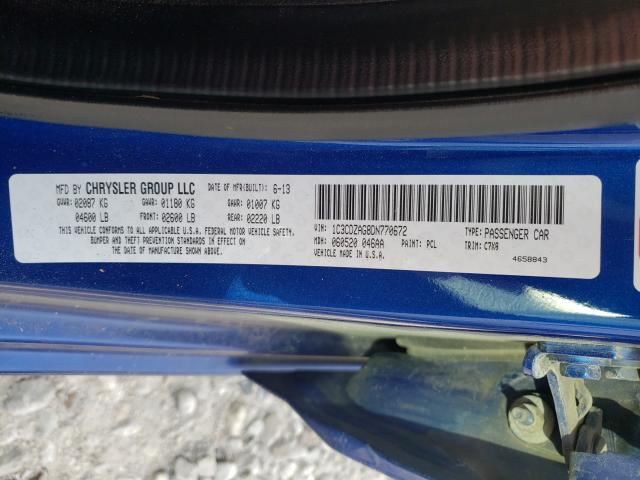 MFD BY CHRYSLER GROUP LLC DATE OF MFR(BUILT): 6-13
GVWR: 02087 KG GAWR: 01180 KG GAWR: 01007 KG
04600 LB FRONT: 02600 LB REAR: 02220 LB
THIS VEHICLE CONFORMS TO ALL APPLICABLE U.S.A. FEDERAL MOTOR VEHICLE SAFETY,
BUMPER AND THEFT PREVENTION STANDARDS IN EFFECT ON
THE DATE OF MANUFACTURE SHOWN ABOVE.
VIN: 1C3CDZAG8DN770672 TYPE: PASSENGER CAR
MDH: 060520 046AA PAINT: PCL TRIM: C7X9
VEHICLE MADE IN U.S.A.
4658843